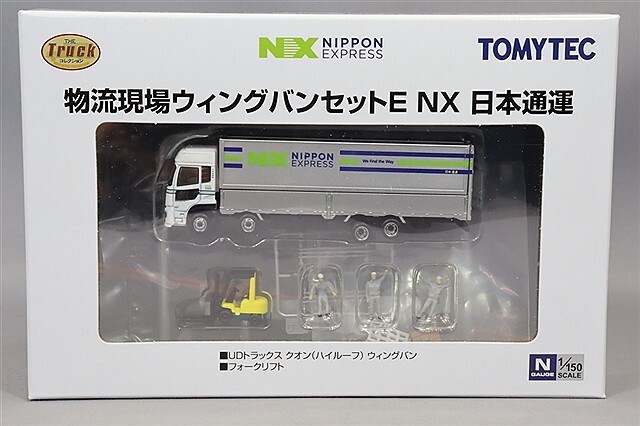 THE
Truck
コレクション
NX NIPPON
EXPRESS
TOMYTEC
物流現場ウィングバンセットE NX 日本通運
NX NIPPON
EXPRESS
We Find the Way
日本通運
■UDトラックス クオン(ハイルーフ) ウィングバン
■フォークリフト
N
GAUGE
1/150
SCALE